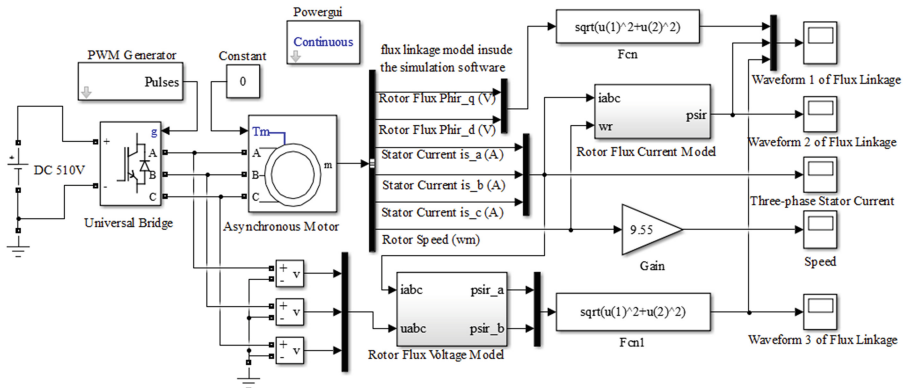 Powergui
Continuous
PWM Generator
Pulses
Constant
0
flux linkage model insude
the simulation software
sqrt(u(1)^2+u(2)^2)
Fcn
Waveform 1 of Flux Linkage
Rotor Flux Phir_q (V)
Rotor Flux Phir_d (V)
iabc
wr
psir
Rotor Flux Current Model
Waveform 2 of Flux Linkage
+
DC 510V
+
-
g
A
B
C
Universal Bridge
Tm
A
B
C
m
Asynchronous Motor
Stator Current is_a (A)
Stator Current is_b (A)
Stator Current is_c (A)
Rotor Speed (wm)
Three-phase Stator Current
9.55
Gain
Speed
+
-
v
+
-
v
+
-
v
iabc
uabc
psir_a
psir_b
Rotor Flux Voltage Model
sqrt(u(1)^2+u(2)^2)
Fcn1
Waveform 3 of Flux Linkage